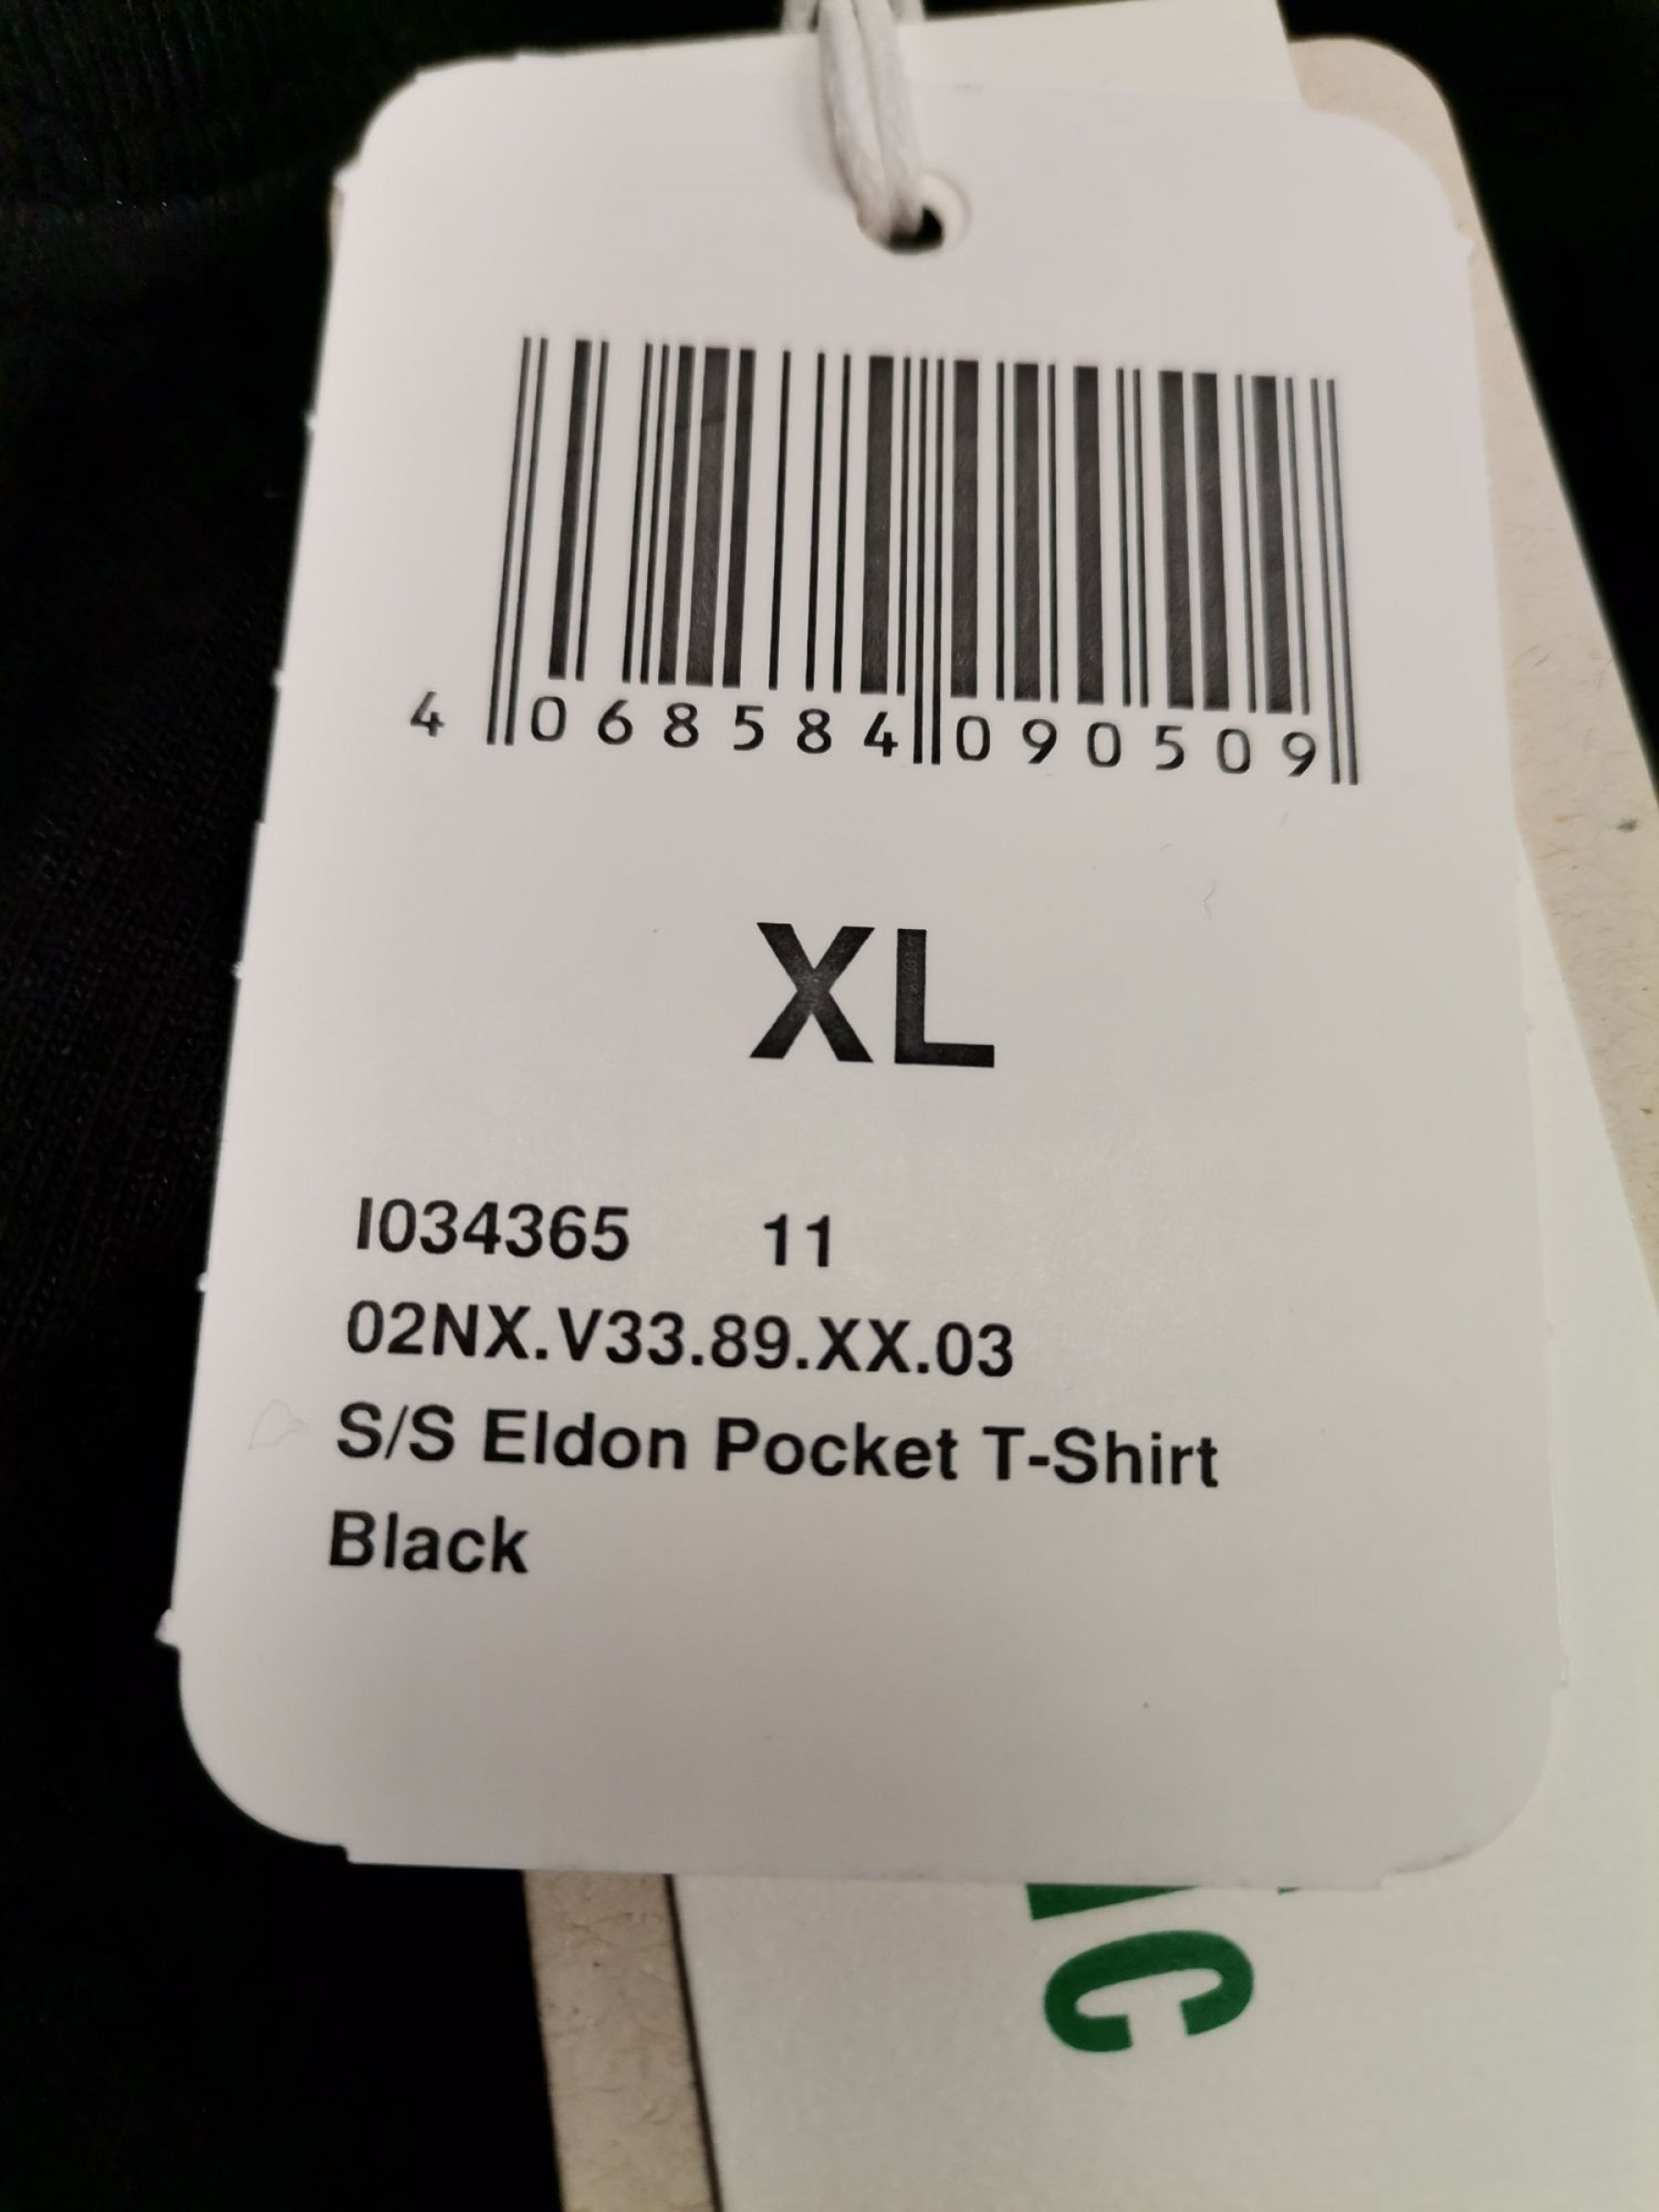 4 068584 090509
XL
I034365 11
02NX.V33.89.XX.03
S/S Eldon Pocket T-Shirt
Black